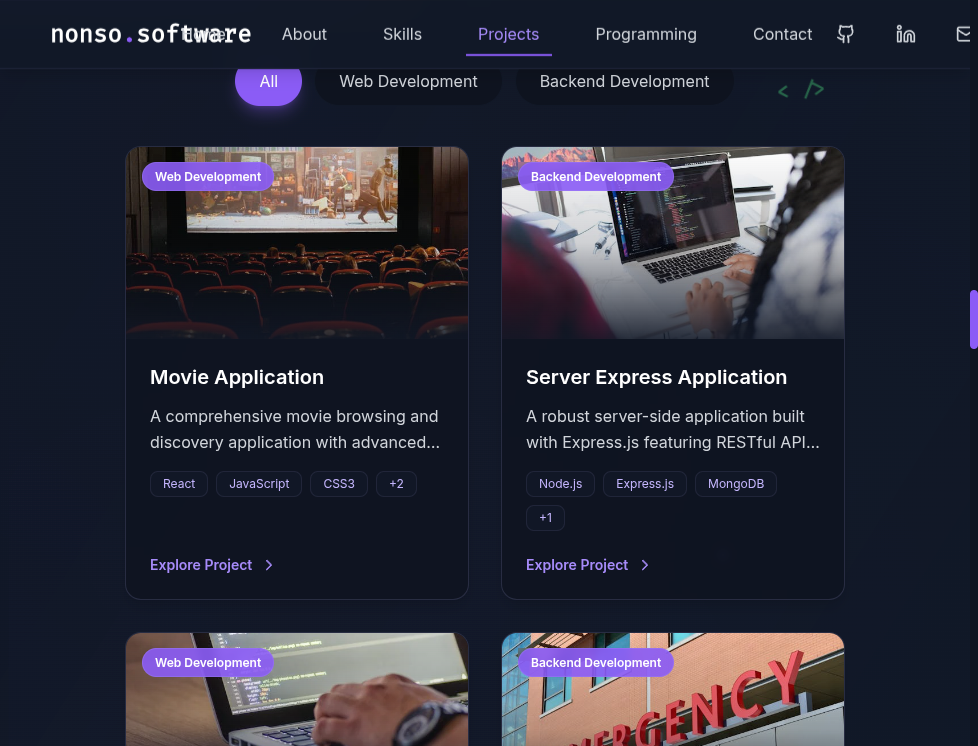 nonso.software
Home
About
Skills
Projects
Programming
Contact
All
Web Development
Backend Development
< />
Web Development
Backend Development
Movie Application
A comprehensive movie browsing and
discovery application with advanced...
React
JavaScript
CSS3
+2
Explore Project
Server Express Application
A robust server-side application built
with Express.js featuring RESTful API...
Node.js
Express.js
MongoDB
+1
Explore Project
Web Development
Backend Development
EMERGENCY